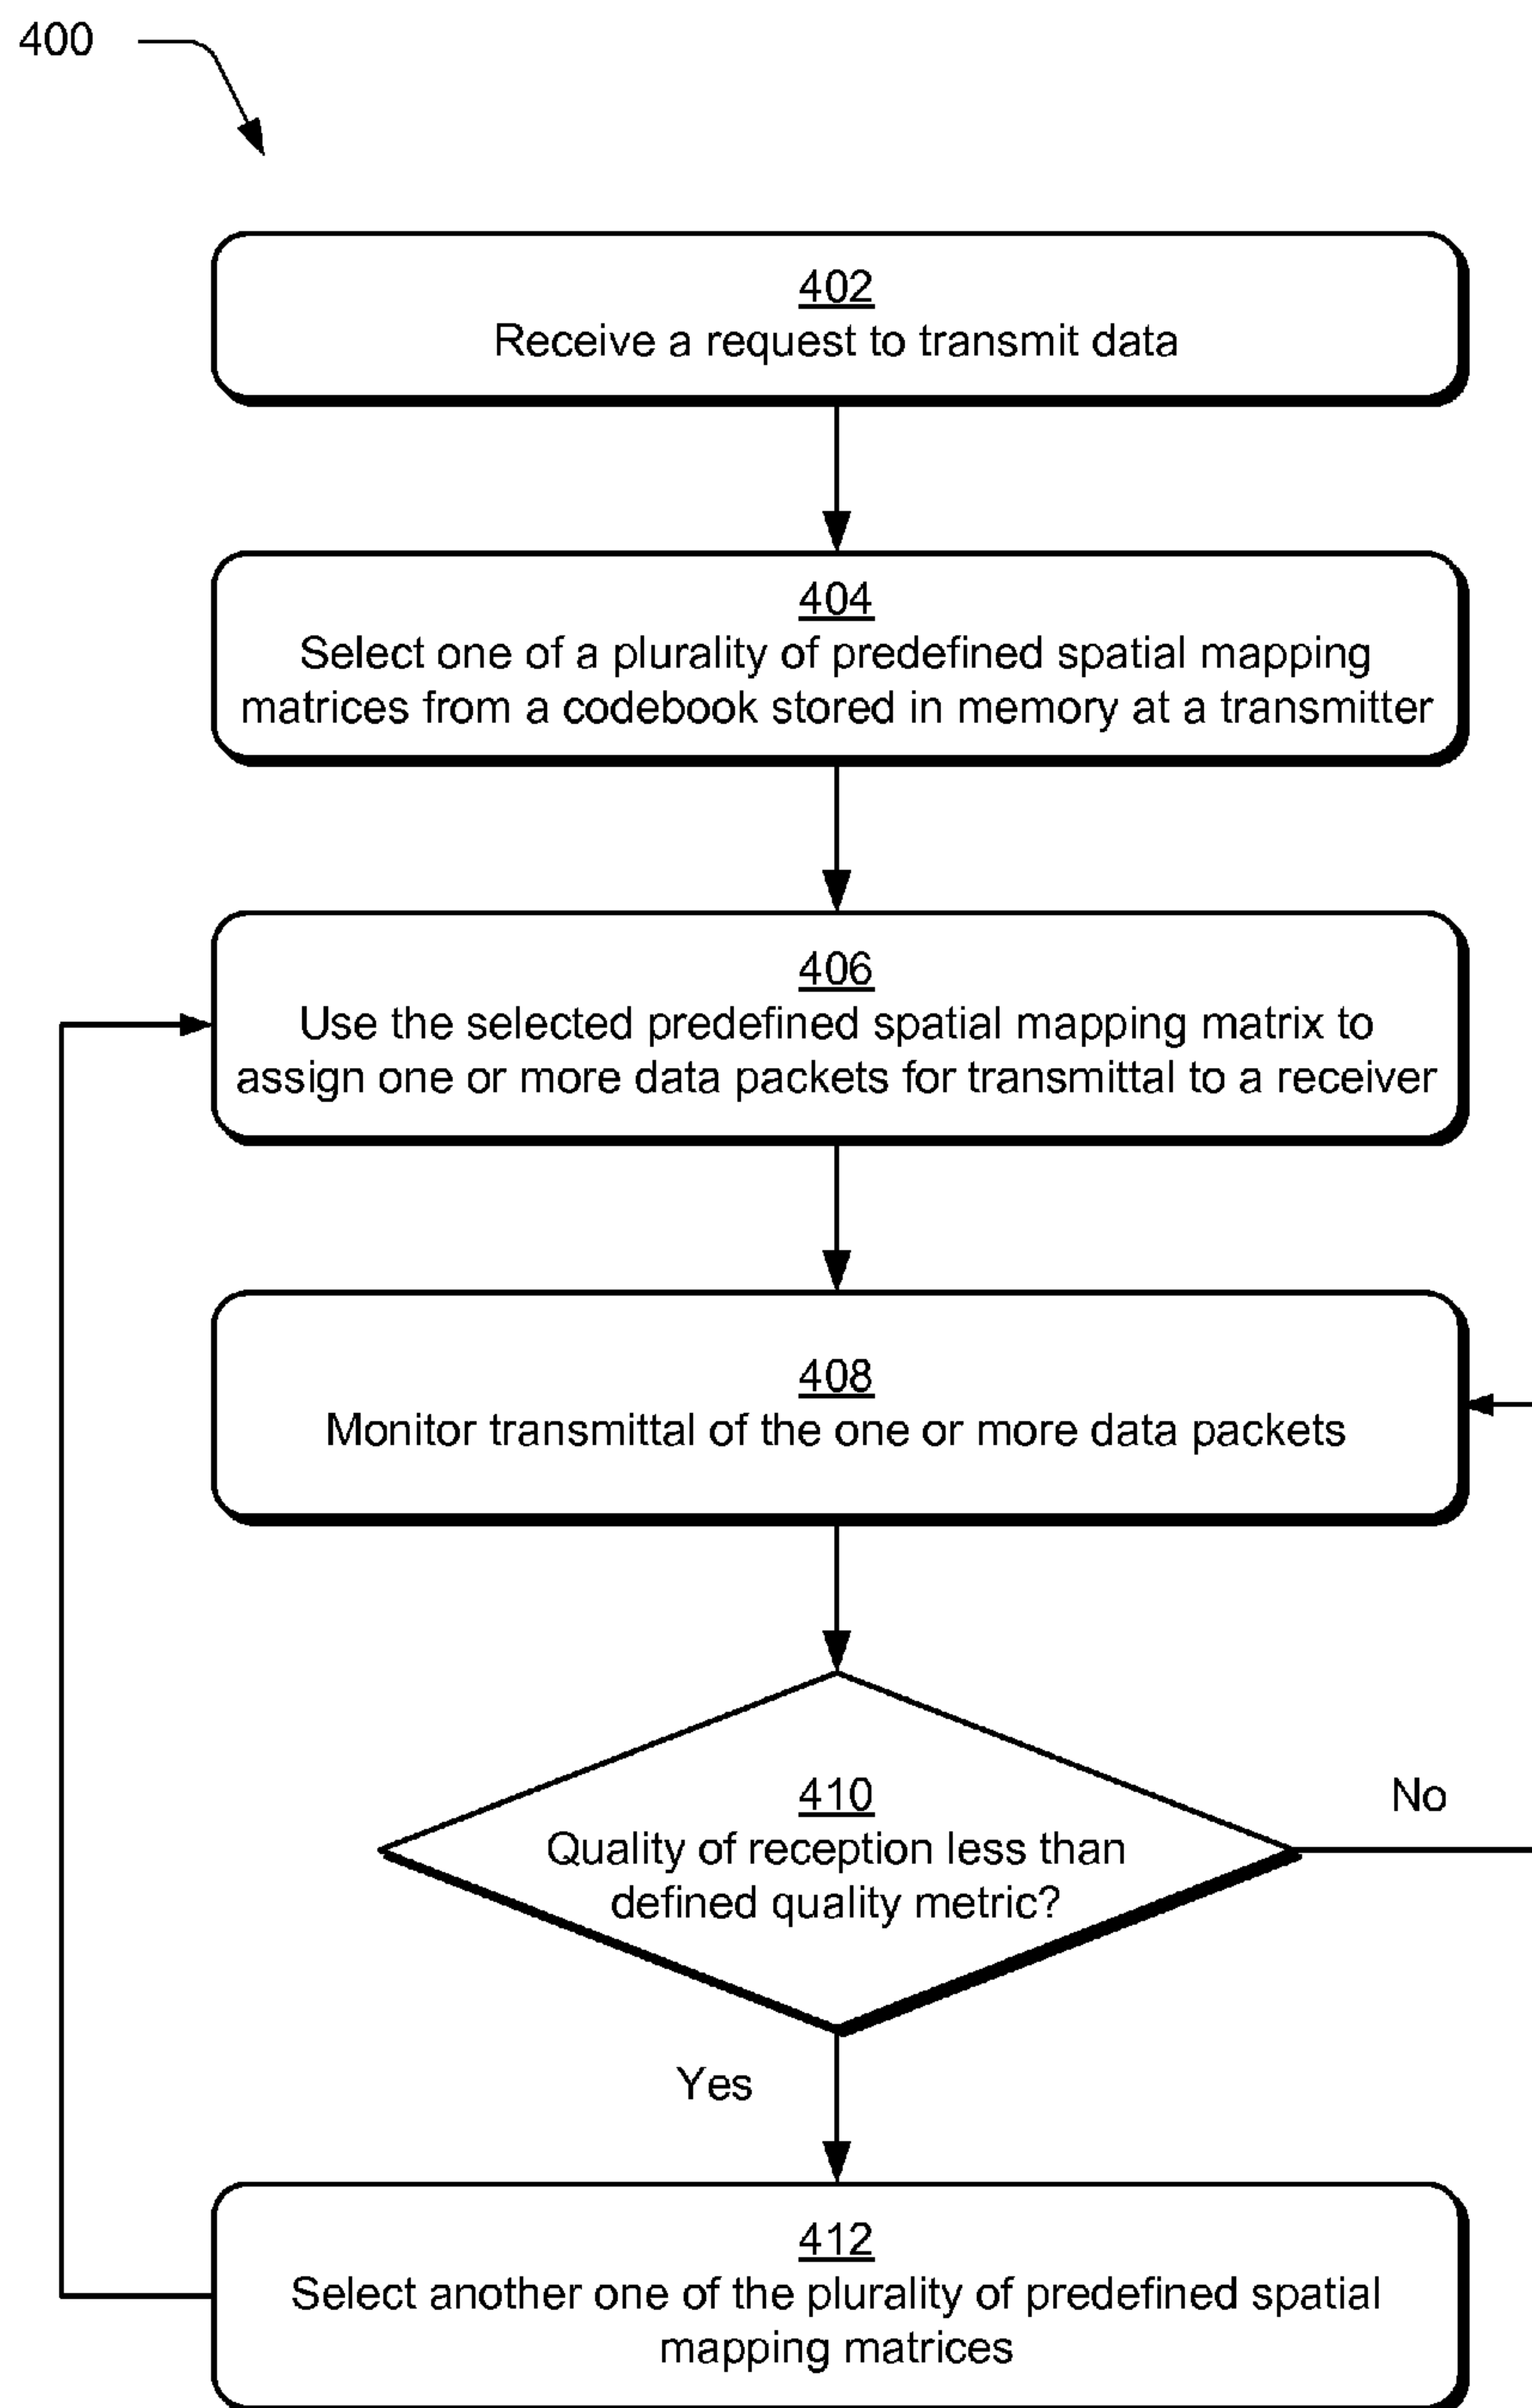 400
402
Receive a request to transmit data
404
Select one of a plurality of predefined spatial mapping
matrices from a codebook stored in memory at a transmitter
406
Use the selected predefined spatial mapping matrix to
assign one or more data packets for transmittal to a receiver
408
Monitor transmittal of the one or more data packets
410
Quality of reception less than
defined quality metric?
No
Yes
412
Select another one of the plurality of predefined spatial
mapping matrices